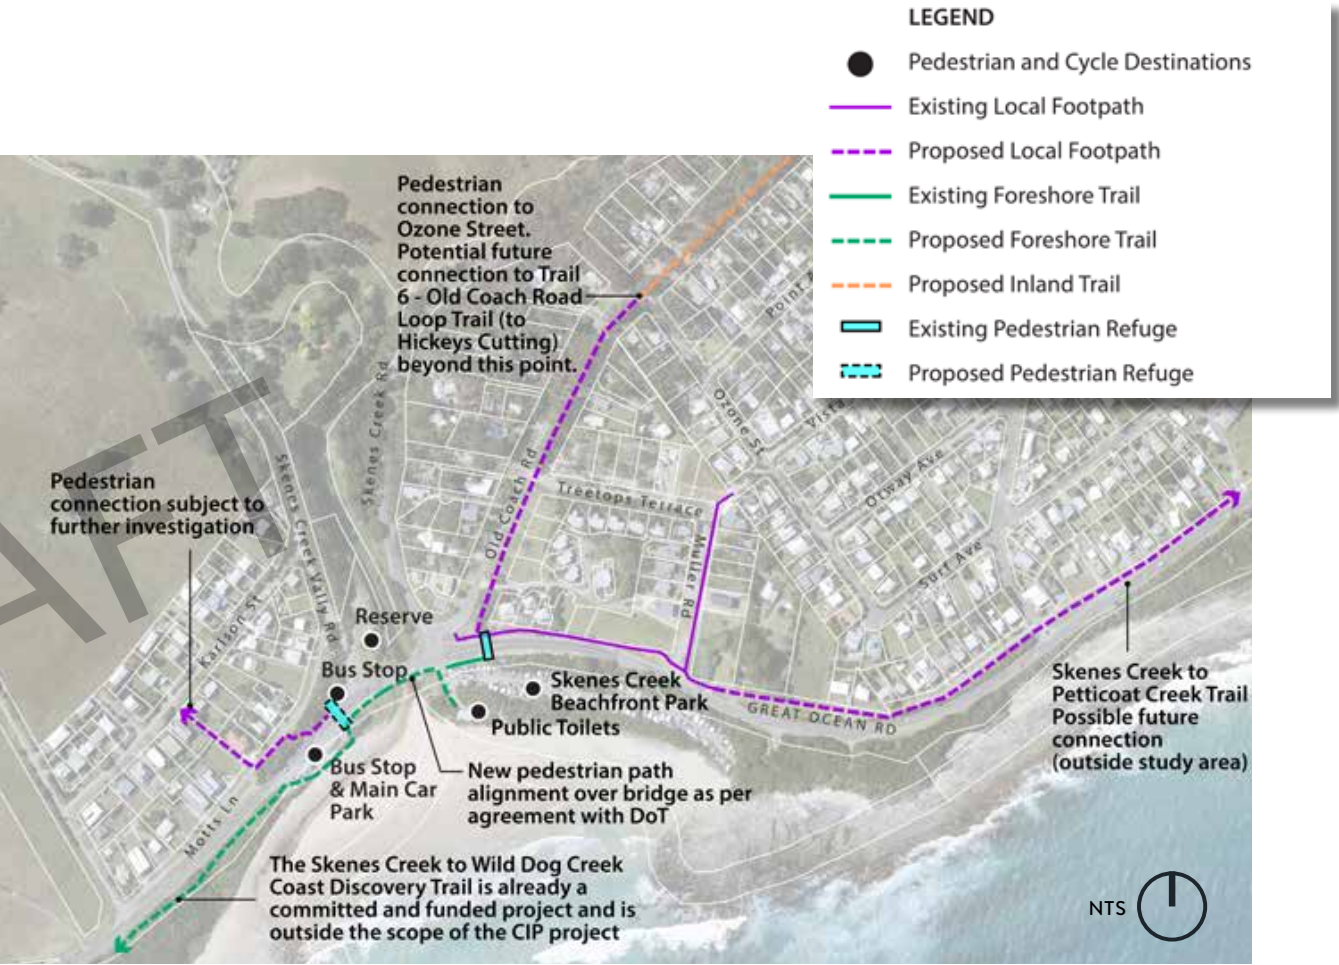 LEGEND
Pedestrian and Cycle Destinations
Existing Local Footpath
Proposed Local Footpath
Existing Foreshore Trail
Proposed Foreshore Trail
Proposed Inland Trail
Existing Pedestrian Refuge
Proposed Pedestrian Refuge
Pedestrian
connection to
Ozone Street.
Potential future
connection to Trail
6 - Old Coach Road
Loop Trail (to
Hickeys Cutting)
beyond this point.
Point
Skenes Creek Rd
Ozone St
Vista
Pedestrian
connection subject to
further investigation
AFT
Skenes Creek Valley Rd
Old Coach Rd
Treetops Terrace
Otway Ave
Muller Rd
Surf Ave
Karlson St
Reserve
Bus Stop
Skenes Creek
Beachfront Park
Public Toilets
GREAT OCEAN RD
Skenes Creek to
Petticoat Creek Trail
Possible future
connection
(outside study area)
Bus Stop
& Main Car
Park
New pedestrian path
alignment over bridge as per
agreement with DoT
Motts Ln
The Skenes Creek to Wild Dog Creek
Coast Discovery Trail is already a
committed and funded project and is
outside the scope of the CIP project
NTS